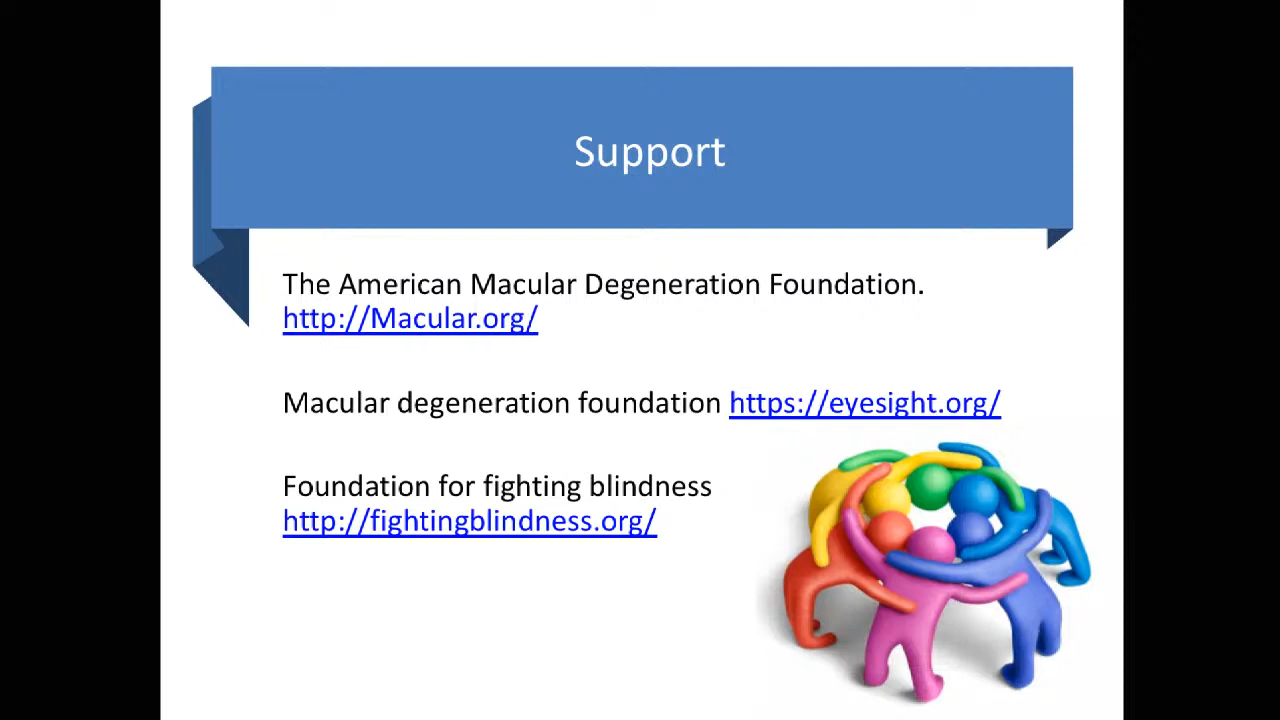 Support
The American Macular Degeneration Foundation.
http://Macular.org/
Macular degeneration foundation https://eyesight.org/
Foundation for fighting blindness
http://fightingblindness.org/